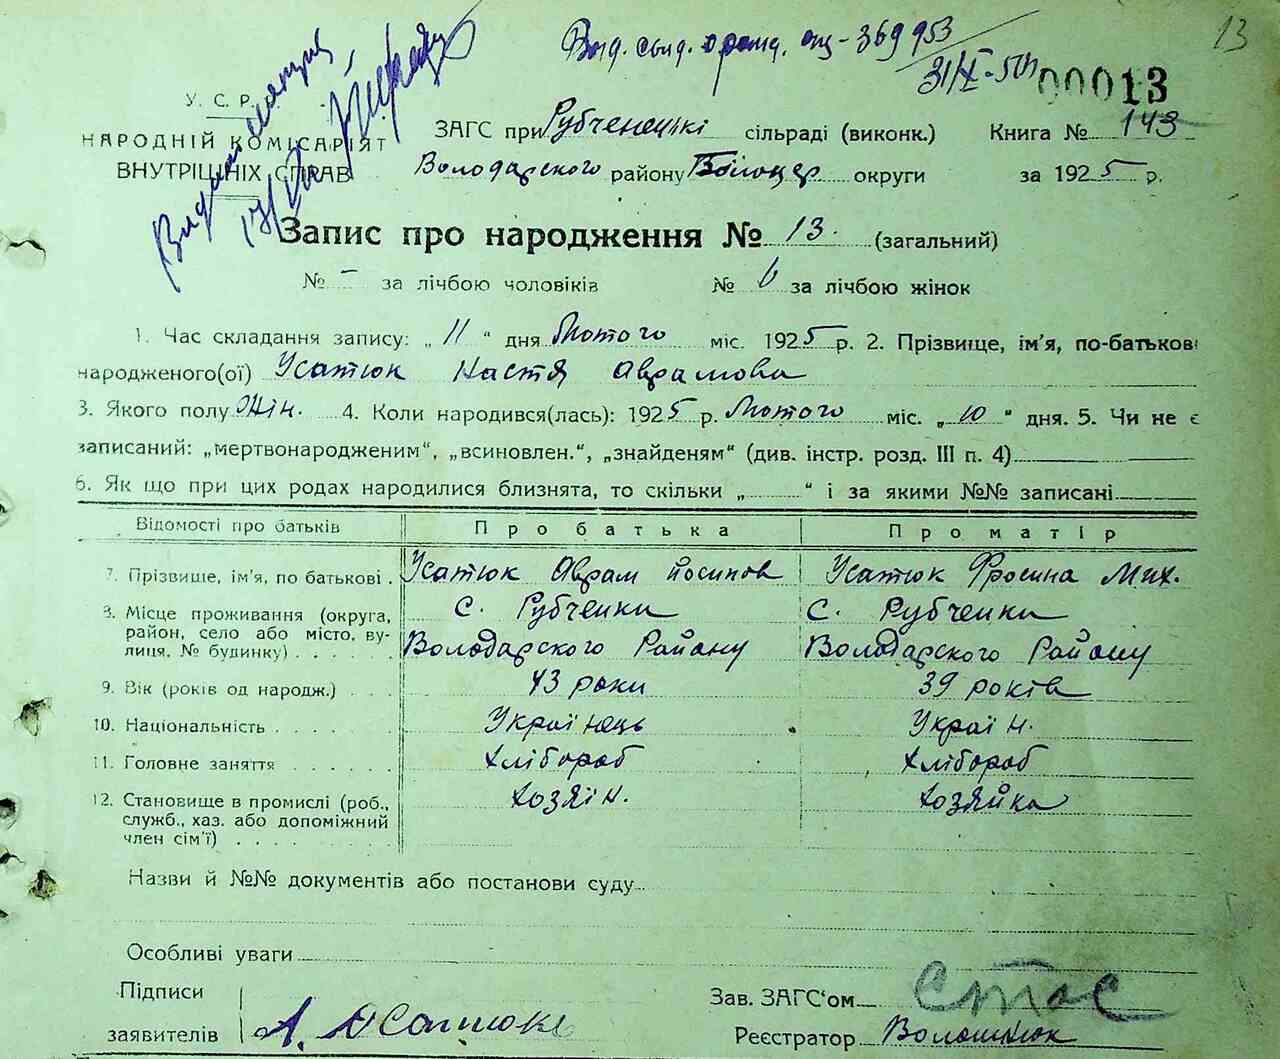 13
Вид. свид. о рожд. 369953
31/X-50
00013
У. С. Р.
НАРОДНІЙ КОМІСАРІЯТ
ВНУТРІШНІХ СПРАВ
ЗАГС при Рубченецькі сільраді (виконк.) Книга № 143
Володарского району Білоцер округи за 1925 р.
Запис про народження № 13. (загальний)
№ - за лічбою чоловіків № 6 за лічбою жінок
1. Час складання запису: „ 11 “ дня Лютого міс. 1925 р. 2. Прізвище, ім'я, по-батькові
народженого(ої) Усатюк Настя Аврамова
3. Якого полу Жін. 4. Коли народився(лась): 1925 р. Лютого міс. „ 10 “ дня. 5. Чи не є
записаний: „мертвонародженим“, „всиновлен.“, „знайденям“ (див. інстр. розд. III п. 4)
6. Як що при цих родах народилися близнята, то скільки „ “ і за якими №№ записані
Відомості про батьків Про батька Про матір
7. Прізвище, ім'я, по батькові . Усатюк Аврам Йосипов Усатюк Фросина Мих.
8. Місце проживання (округа, с. Рубченки с. Рубченки
район, село або місто, ву-
лиця, № будинку) . . . . . Володарского Району Володарского Району
9. Вік (років од народж.) . . . 43 роки 39 років
10. Національність . . . . . . Українець Україн.
11. Головне заняття . . . . . хлібороб хлібороб
12. Становище в промислі (роб., хозяїн. хозяйка
служб., хаз. або допоміжний
член сім'ї) . . . . . . . .
Назви й №№ документів або постанови суду
Особливі уваги
Підписи
заявителів А. Усатюк
Зав. ЗАГС‘ом
Реєстратор Волошинюк